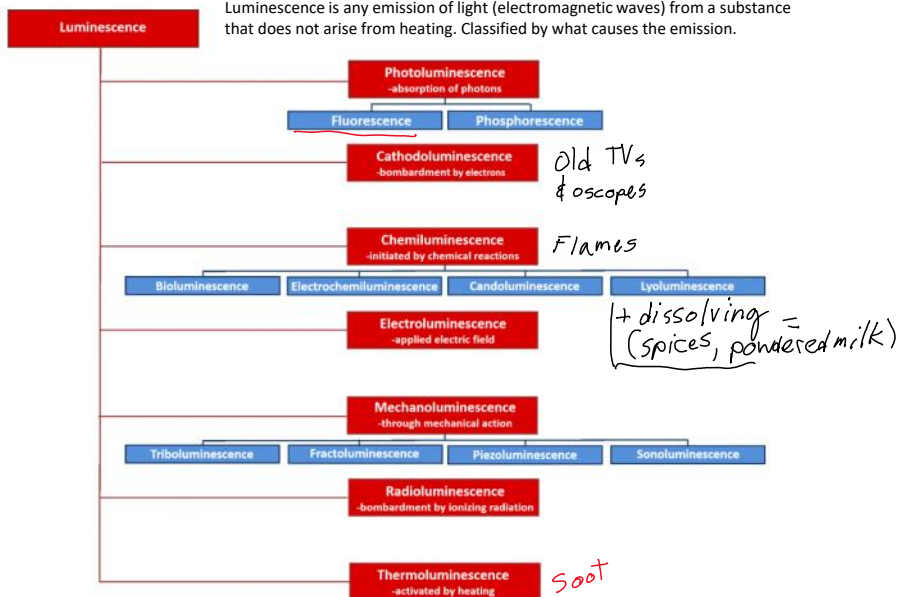 Luminescence is any emission of light (electromagnetic waves) from a substance
that does not arise from heating. Classified by what causes the emission.
Luminescence
Photoluminescence
-absorption of photons
Fluorescence
Phosphorescence
Cathodoluminescence
-bombardment by electrons
Old TVs
& oscopes
Chemiluminescence
-initiated by chemical reactions
Flames
Bioluminescence
Electrochemiluminescence
Candoluminescence
Lyoluminescence
+ dissolving =
(spices, powdered milk)
Electroluminescence
-applied electric field
Mechanoluminescence
-through mechanical action
Triboluminescence
Fractoluminescence
Piezoluminescence
Sonoluminescence
Radioluminescence
-bombardment by ionizing radiation
Thermoluminescence
-activated by heating
Soot